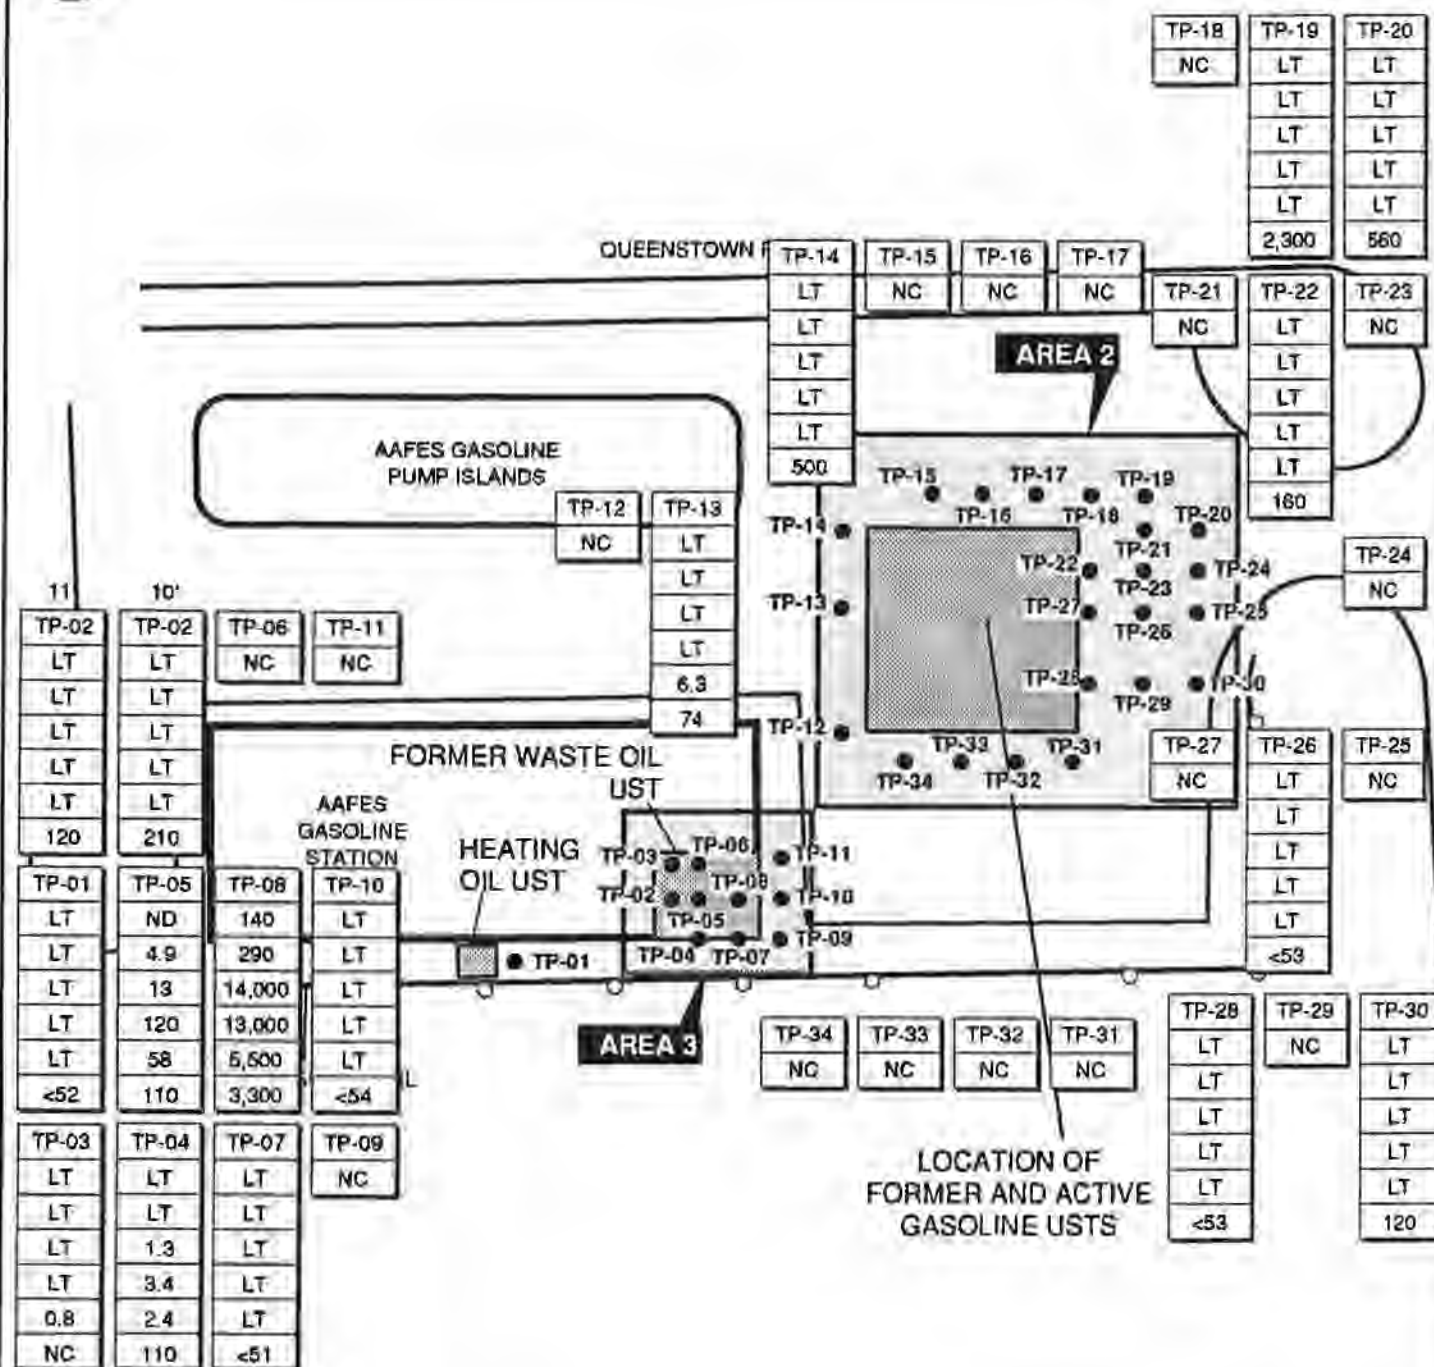 TP-18
NC
TP-19
LT
LT
LT
LT
LT
2,300
TP-20
LT
LT
LT
LT
LT
560
QUEENSTOWN
TP-14
LT
LT
LT
LT
LT
500
TP-15
NC
TP-16
NC
TP-17
NC
TP-21
NC
TP-22
LT
LT
LT
LT
LT
160
TP-23
NC
AREA 2
AAFES GASOLINE
PUMP ISLANDS
TP-12
NC
TP-13
LT
LT
LT
LT
6.3
74
TP-15
TP-17
TP-19
TP-16
TP-18
TP-20
TP-14
TP-21
TP-22
TP-24
TP-23
TP-13
TP-27
TP-25
TP-26
TP-28
TP-30
TP-29
TP-12
TP-33
TP-31
TP-34
TP-32
TP-24
NC
11'
TP-02
LT
LT
LT
LT
LT
120
10'
TP-02
LT
LT
LT
LT
LT
210
TP-06
NC
TP-11
NC
FORMER WASTE OIL
UST
AAFES
GASOLINE
STATION
HEATING
OIL UST
TP-03
TP-06
TP-11
TP-02
TP-08
TP-10
TP-05
TP-09
TP-04
TP-07
TP-01
TP-27
NC
TP-26
LT
LT
LT
LT
LT
<53
TP-25
NC
TP-01
LT
LT
LT
LT
LT
<52
TP-05
ND
4.9
13
120
58
110
TP-08
140
290
14,000
13,000
5,500
3,300
TP-10
LT
LT
LT
LT
LT
<54
AREA 3
TP-34
NC
TP-33
NC
TP-32
NC
TP-31
NC
TP-28
LT
LT
LT
LT
LT
<53
TP-29
NC
TP-30
LT
LT
LT
LT
LT
120
TP-03
LT
LT
LT
LT
0.8
NC
TP-04
LT
LT
1.3
3.4
2.4
110
TP-07
LT
LT
LT
LT
LT
<51
TP-09
NC
LOCATION OF
FORMER AND ACTIVE
GASOLINE USTS